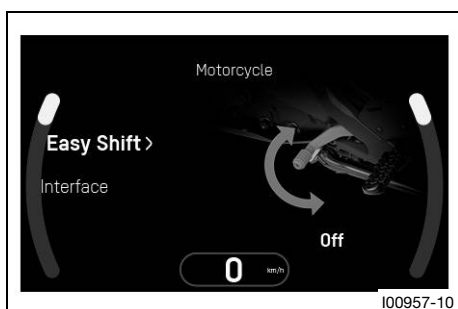 Motorcycle
Easy Shift >
Interface
Off
0 km/h
I00957-10